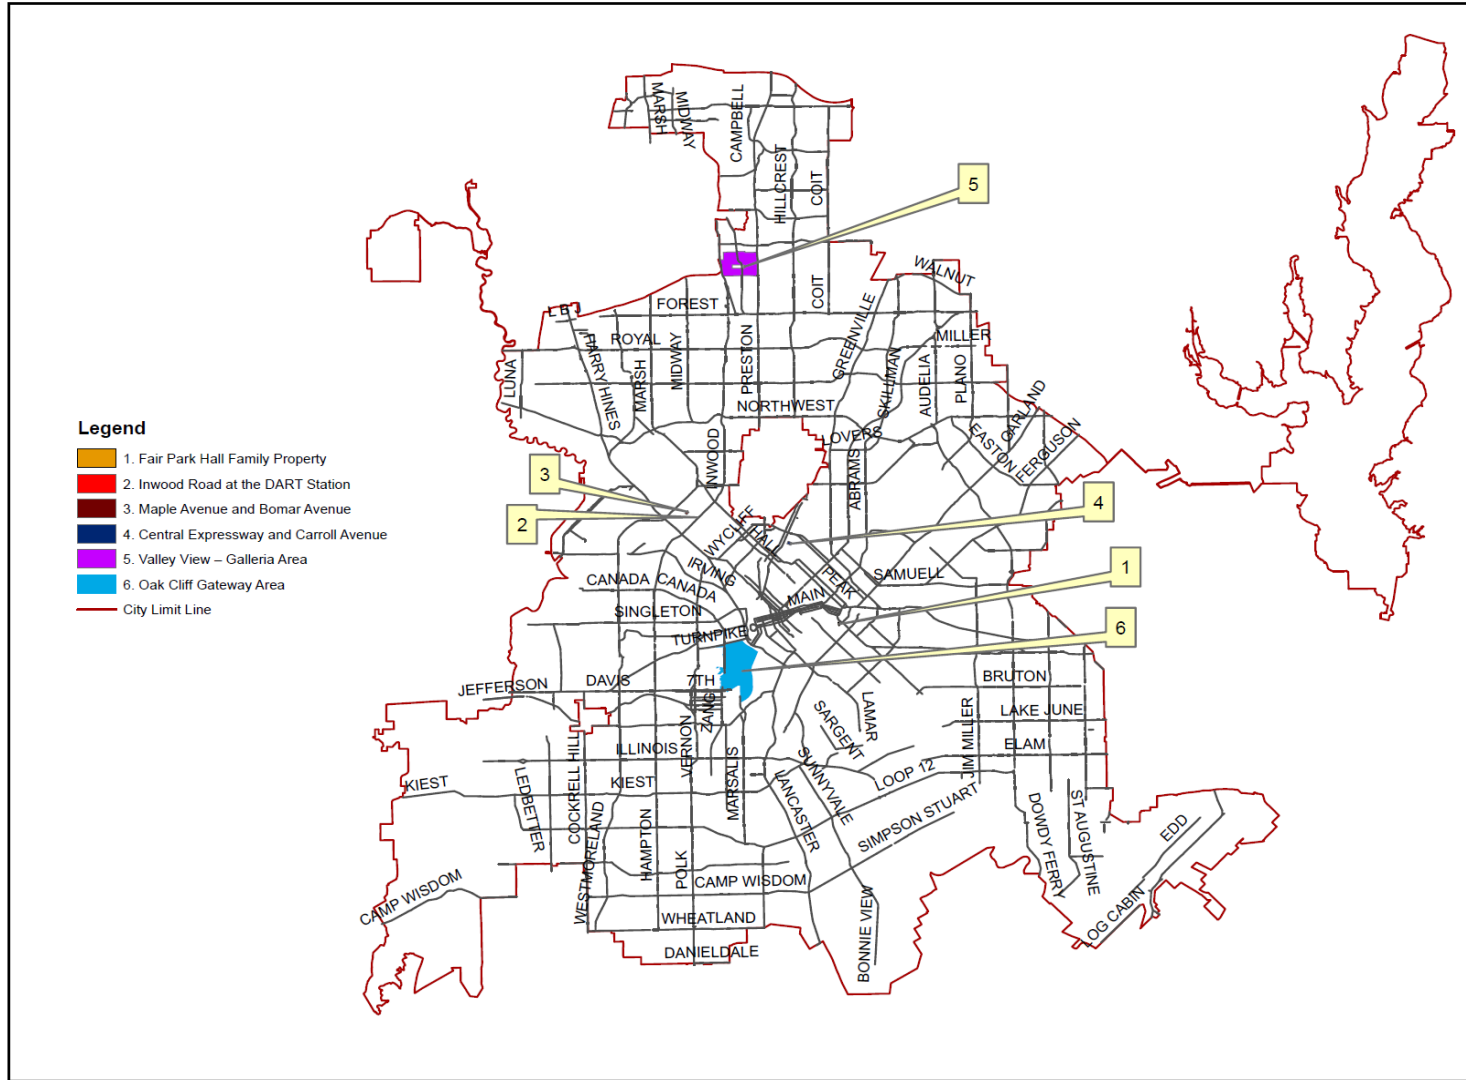 MARSH
MIDWAY
CAMPBELL
HILLCREST
COIT
5
WALNUT
COIT
L B J
FOREST
GREENVILLE
HARRY HINES
ROYAL
MILLER
LUNA
MARSH
MIDWAY
PRESTON
SKILLMAN
AUDELIA
PLANO
NORTHWEST
GARLAND
EASTON
FERGUSON
LOVERS
INWOOD
ABRAMS
Legend
1. Fair Park Hall Family Property
2. Inwood Road at the DART Station
3. Maple Avenue and Bomar Avenue
4. Central Expressway and Carroll Avenue
5. Valley View – Galleria Area
6. Oak Cliff Gateway Area
City Limit Line
3
2
4
WYCLIFF
HALL
IRVING
PEAK
SAMUELL
1
CANADA
CANADA
MAIN
SINGLETON
TURNPIKE
6
JEFFERSON
DAVIS
7TH
ZANG
BRUTON
LAMAR
SARGENT
LAKE JUNE
JIM MILLER
ELAM
ILLINOIS
VERNON
COCKRELL HILL
SUNNYVALE
LOOP 12
KIEST
KIEST
LEDBETTER
MARSALIS
LANCASTER
SIMPSON STUART
DOWDY FERRY
ST AUGUSTINE
EDD
HAMPTON
WESTMORELAND
POLK
CAMP WISDOM
CAMP WISDOM
WHEATLAND
BONNIE VIEW
LOG CABIN
DANIELDALE